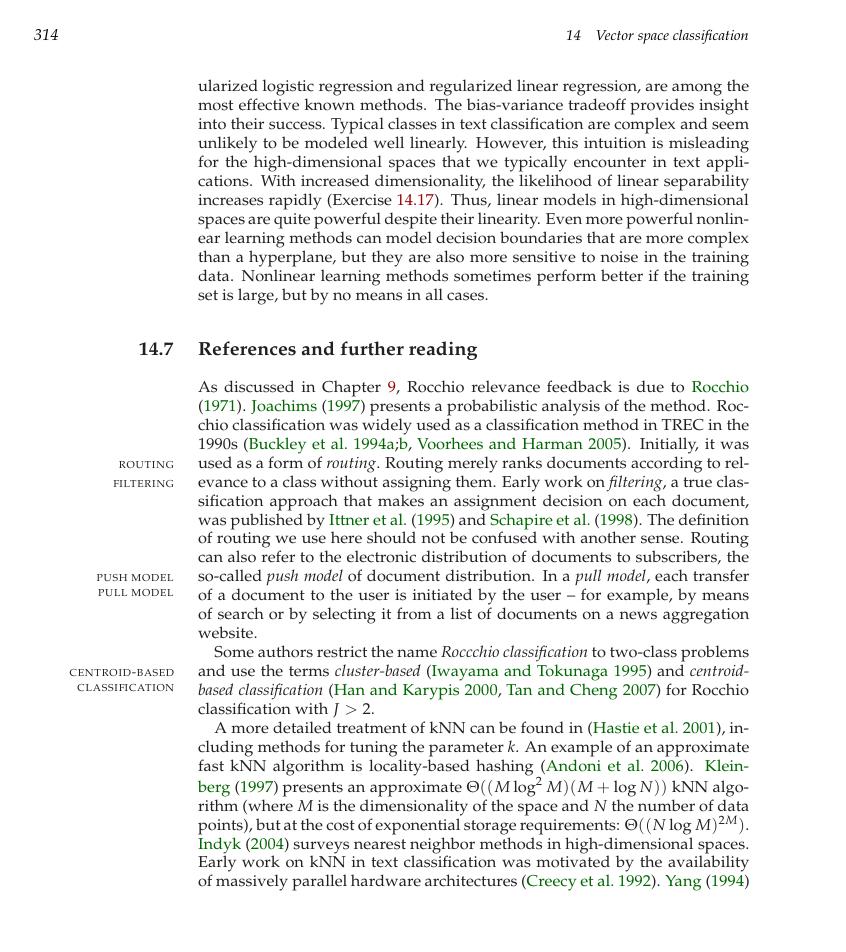 314
14 Vector space classification
ularized logistic regression and regularized linear regression, are among the
most effective known methods. The bias-variance tradeoff provides insight
into their success. Typical classes in text classification are complex and seem
unlikely to be modeled well linearly. However, this intuition is misleading
for the high-dimensional spaces that we typically encounter in text appli-
cations. With increased dimensionality, the likelihood of linear separability
increases rapidly (Exercise 14.17). Thus, linear models in high-dimensional
spaces are quite powerful despite their linearity. Even more powerful nonlin-
ear learning methods can model decision boundaries that are more complex
than a hyperplane, but they are also more sensitive to noise in the training
data. Nonlinear learning methods sometimes perform better if the training
set is large, but by no means in all cases.
14.7 References and further reading
As discussed in Chapter 9, Rocchio relevance feedback is due to Rocchio
(1971). Joachims (1997) presents a probabilistic analysis of the method. Roc-
chio classification was widely used as a classification method in TREC in the
1990s (Buckley et al. 1994a;b, Voorhees and Harman 2005). Initially, it was
ROUTING
used as a form of routing. Routing merely ranks documents according to rel-
FILTERING
evance to a class without assigning them. Early work on filtering, a true clas-
sification approach that makes an assignment decision on each document,
was published by Ittner et al. (1995) and Schapire et al. (1998). The definition
of routing we use here should not be confused with another sense. Routing
can also refer to the electronic distribution of documents to subscribers, the
PUSH MODEL
so-called push model of document distribution. In a pull model, each transfer
PULL MODEL
of a document to the user is initiated by the user – for example, by means
of search or by selecting it from a list of documents on a news aggregation
website.
Some authors restrict the name Roccchio classification to two-class problems
CENTROID-BASED
CLASSIFICATION
and use the terms cluster-based (Iwayama and Tokunaga 1995) and centroid-
based classification (Han and Karypis 2000, Tan and Cheng 2007) for Rocchio
classification with J > 2.
A more detailed treatment of kNN can be found in (Hastie et al. 2001), in-
cluding methods for tuning the parameter k. An example of an approximate
fast kNN algorithm is locality-based hashing (Andoni et al. 2006). Klein-
berg (1997) presents an approximate Θ((M log² M)(M + log N)) kNN algo-
rithm (where M is the dimensionality of the space and N the number of data
points), but at the cost of exponential storage requirements: Θ((N log M)²ᴹ).
Indyk (2004) surveys nearest neighbor methods in high-dimensional spaces.
Early work on kNN in text classification was motivated by the availability
of massively parallel hardware architectures (Creecy et al. 1992). Yang (1994)